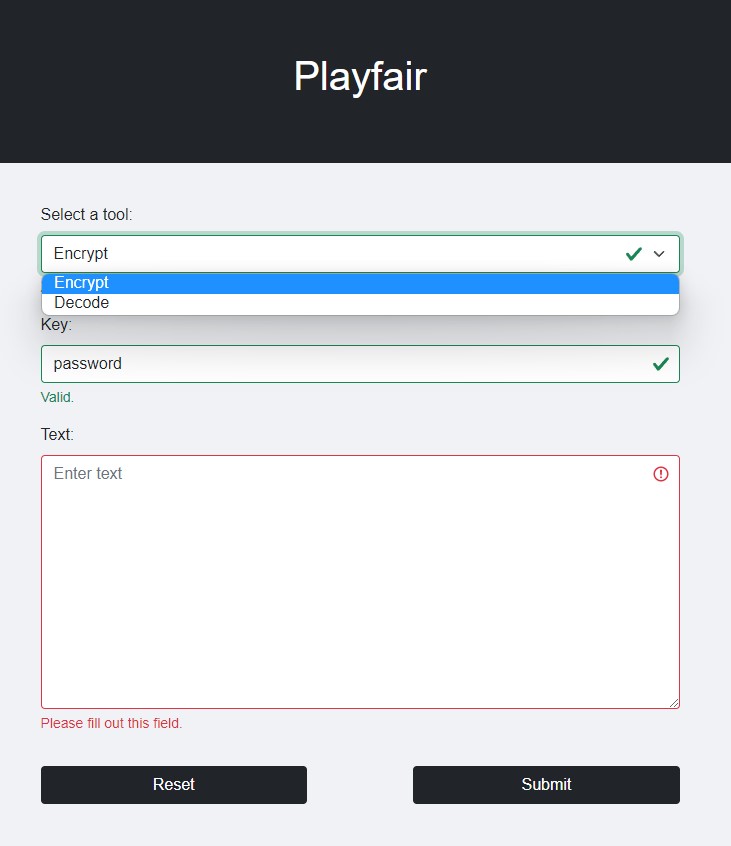 Playfair
Select a tool:
Encrypt
Encrypt
Decode
Key:
password
Valid.
Text:
Enter text
Please fill out this field.
Reset
Submit